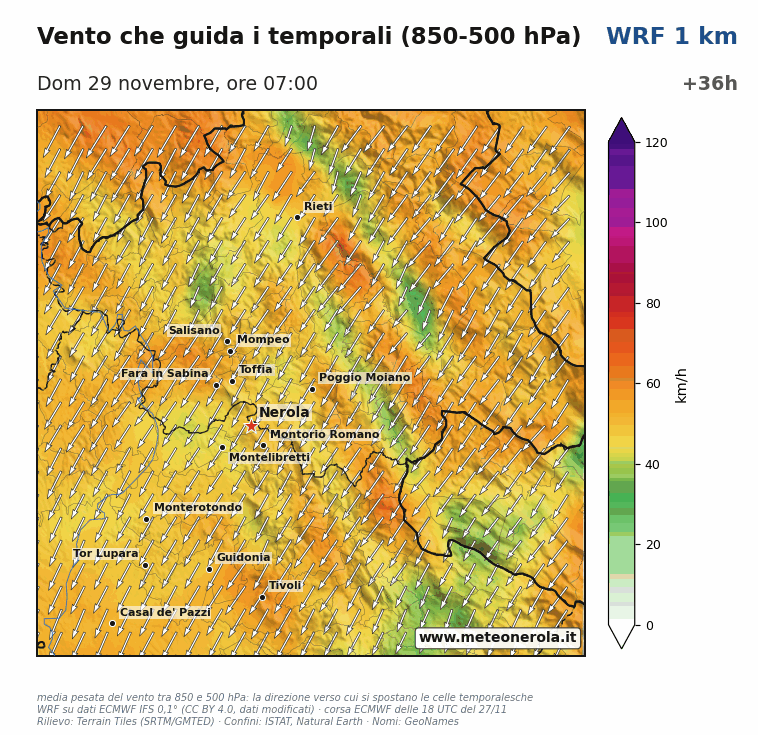 Vento che guida i temporali (850-500 hPa) WRF 1 km
Dom 29 novembre, ore 07:00 +36h
120
100
80
60
40
20
0
km/h
Rieti
Salisano
Mompeo
Fara in Sabina
Toffia
Poggio Moiano
Nerola
Montorio Romano
Montelibretti
Monterotondo
Tor Lupara
Guidonia
Tivoli
Casal de' Pazzi
www.meteonerola.it
media pesata del vento tra 850 e 500 hPa: la direzione verso cui si spostano le celle temporalesche
WRF su dati ECMWF IFS 0,1° (CC BY 4.0, dati modificati) · corsa ECMWF delle 18 UTC del 27/11
Rilievo: Terrain Tiles (SRTM/GMTED) · Confini: ISTAT, Natural Earth · Nomi: GeoNames